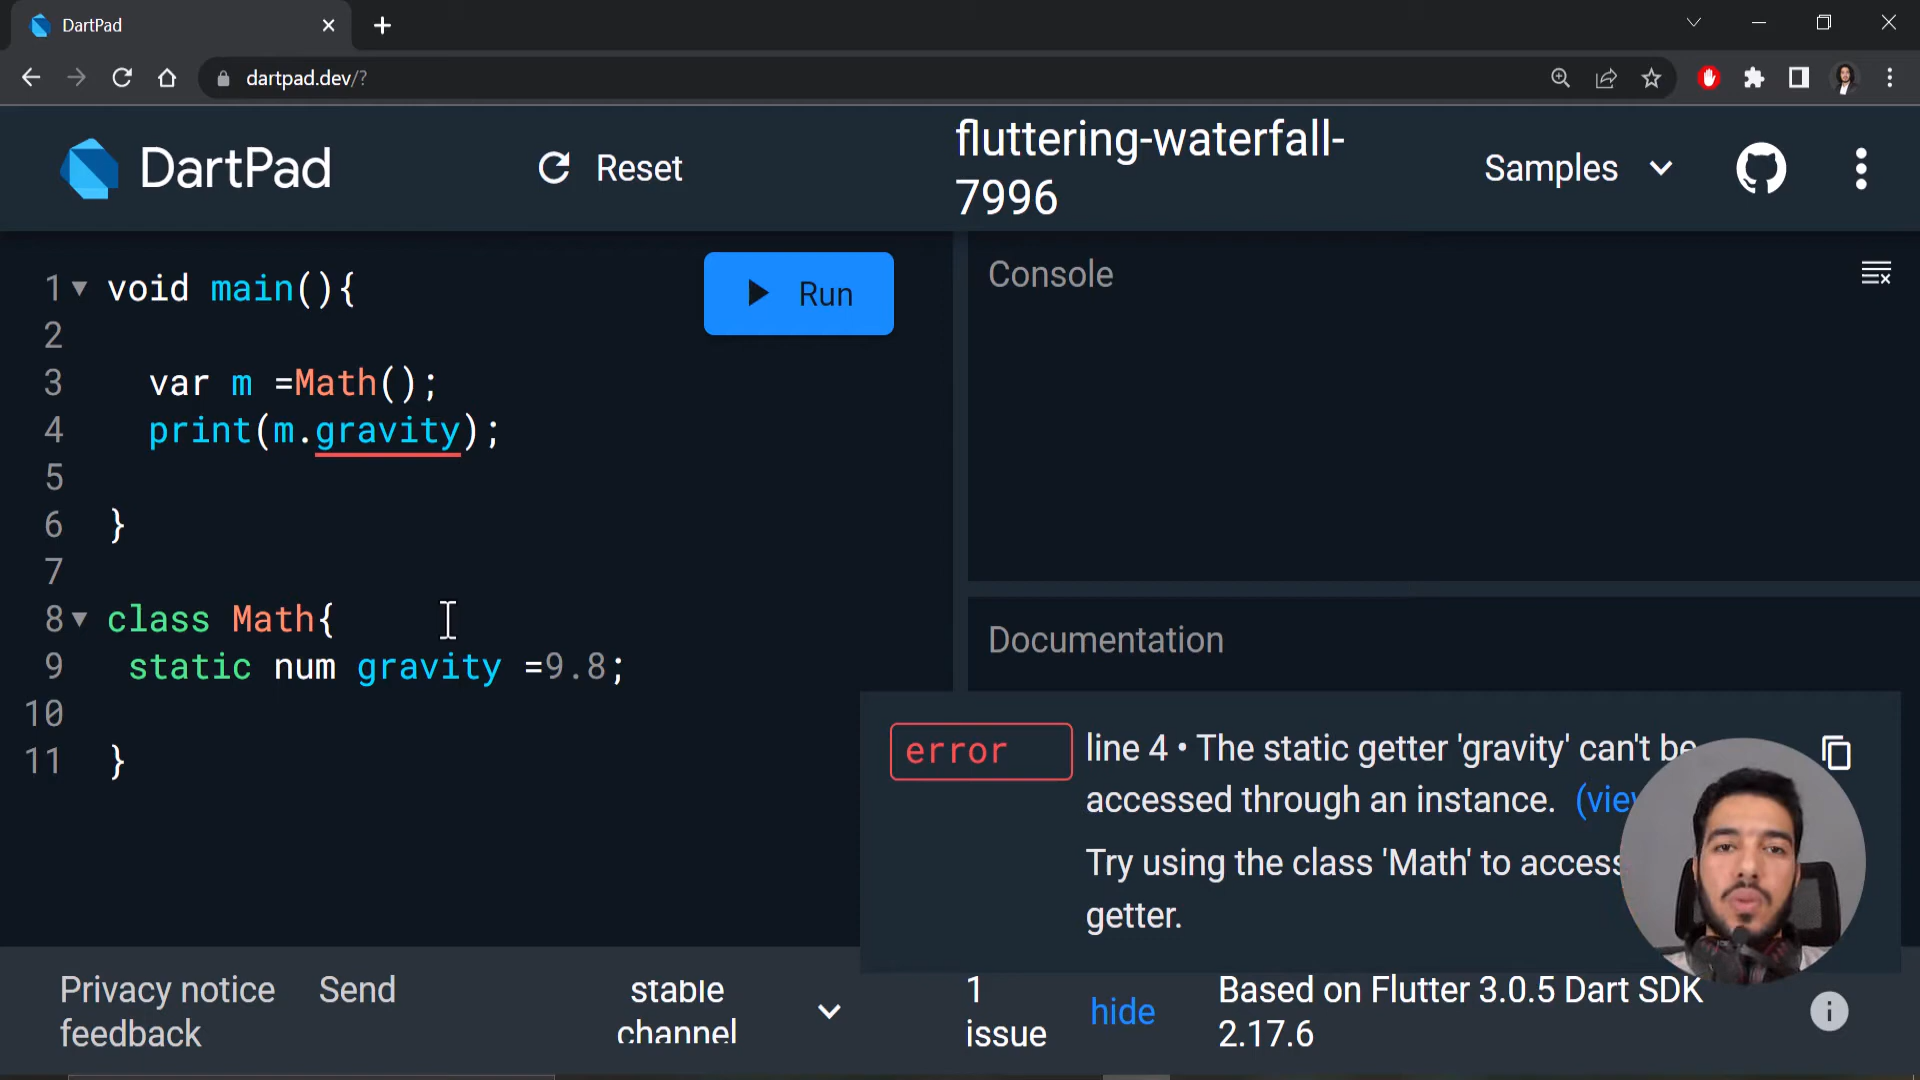 DartPad
dartpad.dev/?
DartPad
Reset
fluttering-waterfall-
7996
Samples
1 void main(){
Run
2
3 var m =Math();
4 print(m.gravity);
5
6 }
7
8 class Math{
9 static num gravity =9.8;
10
11 }
Console
Documentation
error
line 4 • The static getter 'gravity' can't be
accessed through an instance. (view
Try using the class 'Math' to access
getter.
Privacy notice Send
feedback
stable
channel
1
issue
hide
Based on Flutter 3.0.5 Dart SDK
2.17.6